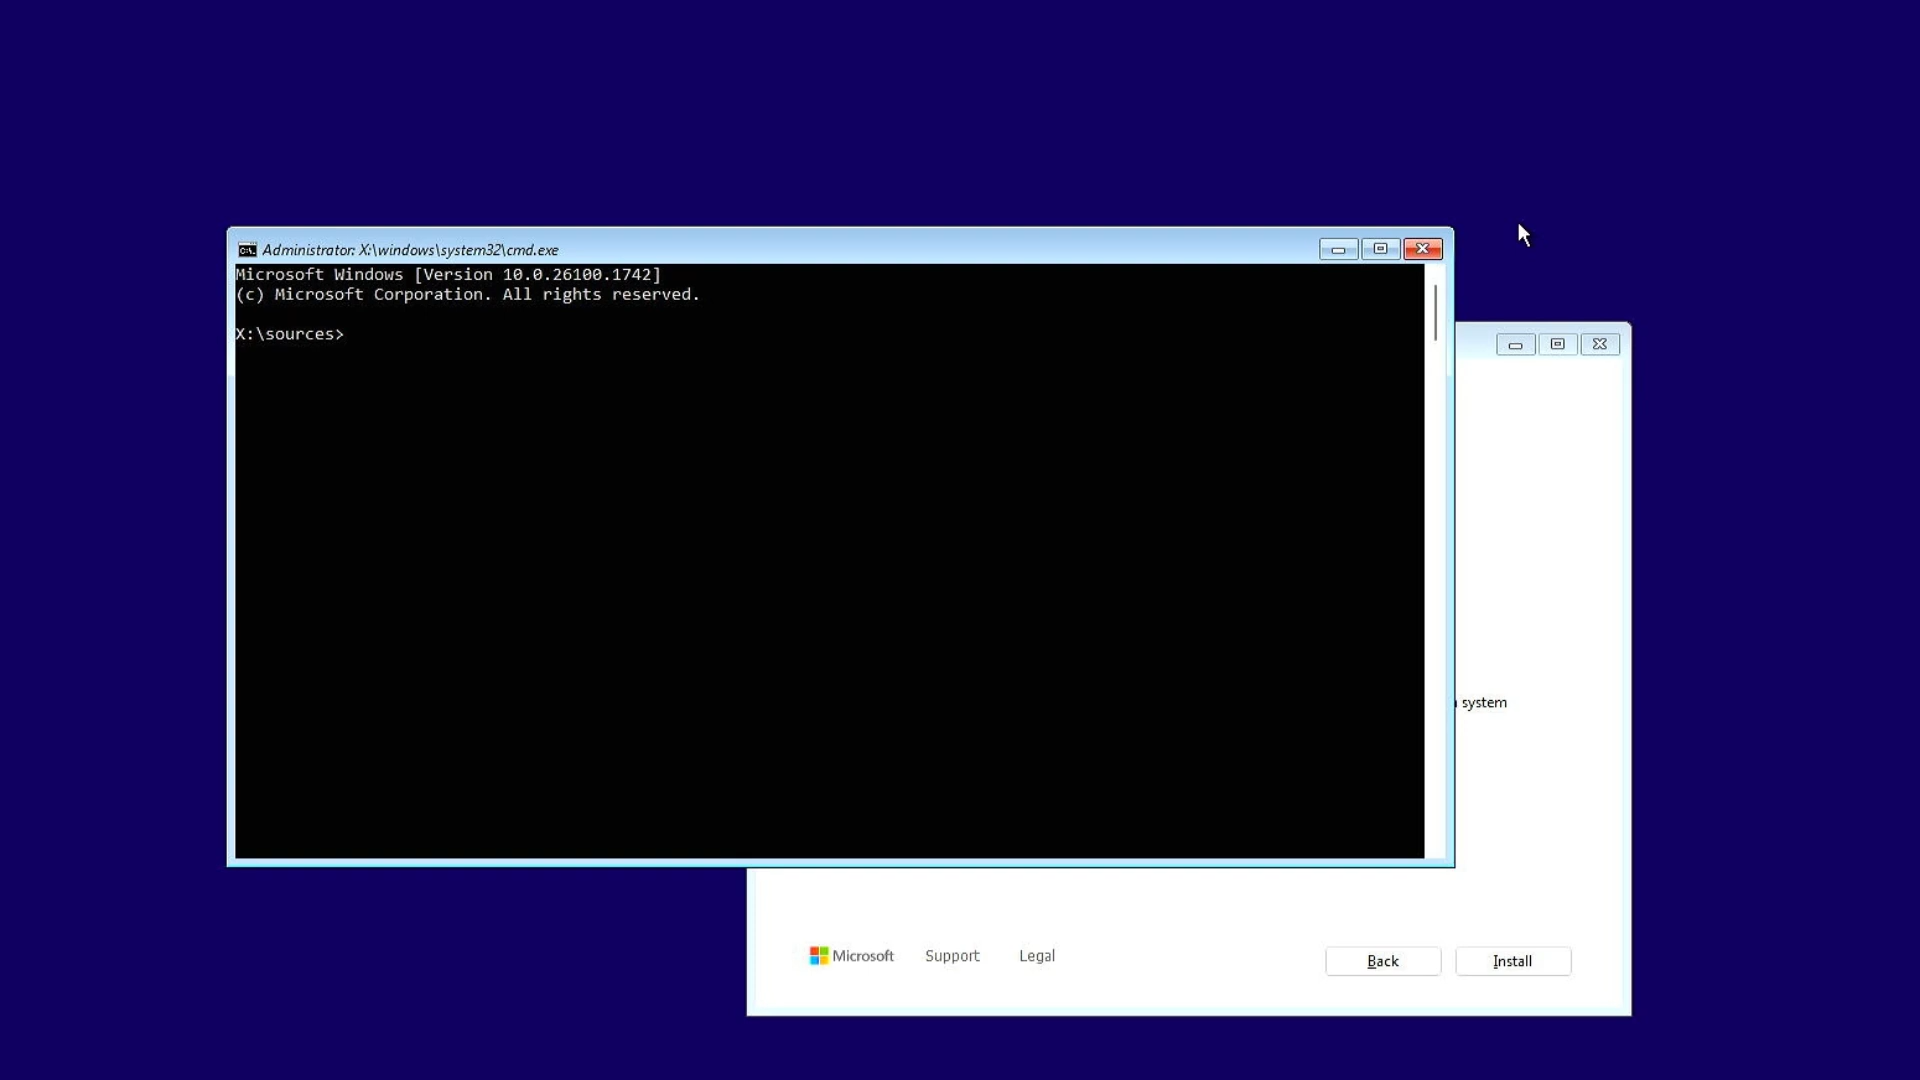 Administrator: X:\windows\system32\cmd.exe
Microsoft Windows [Version 10.0.26100.1742]
(c) Microsoft Corporation. All rights reserved.
X:\sources>
system
Microsoft Support Legal Back Install